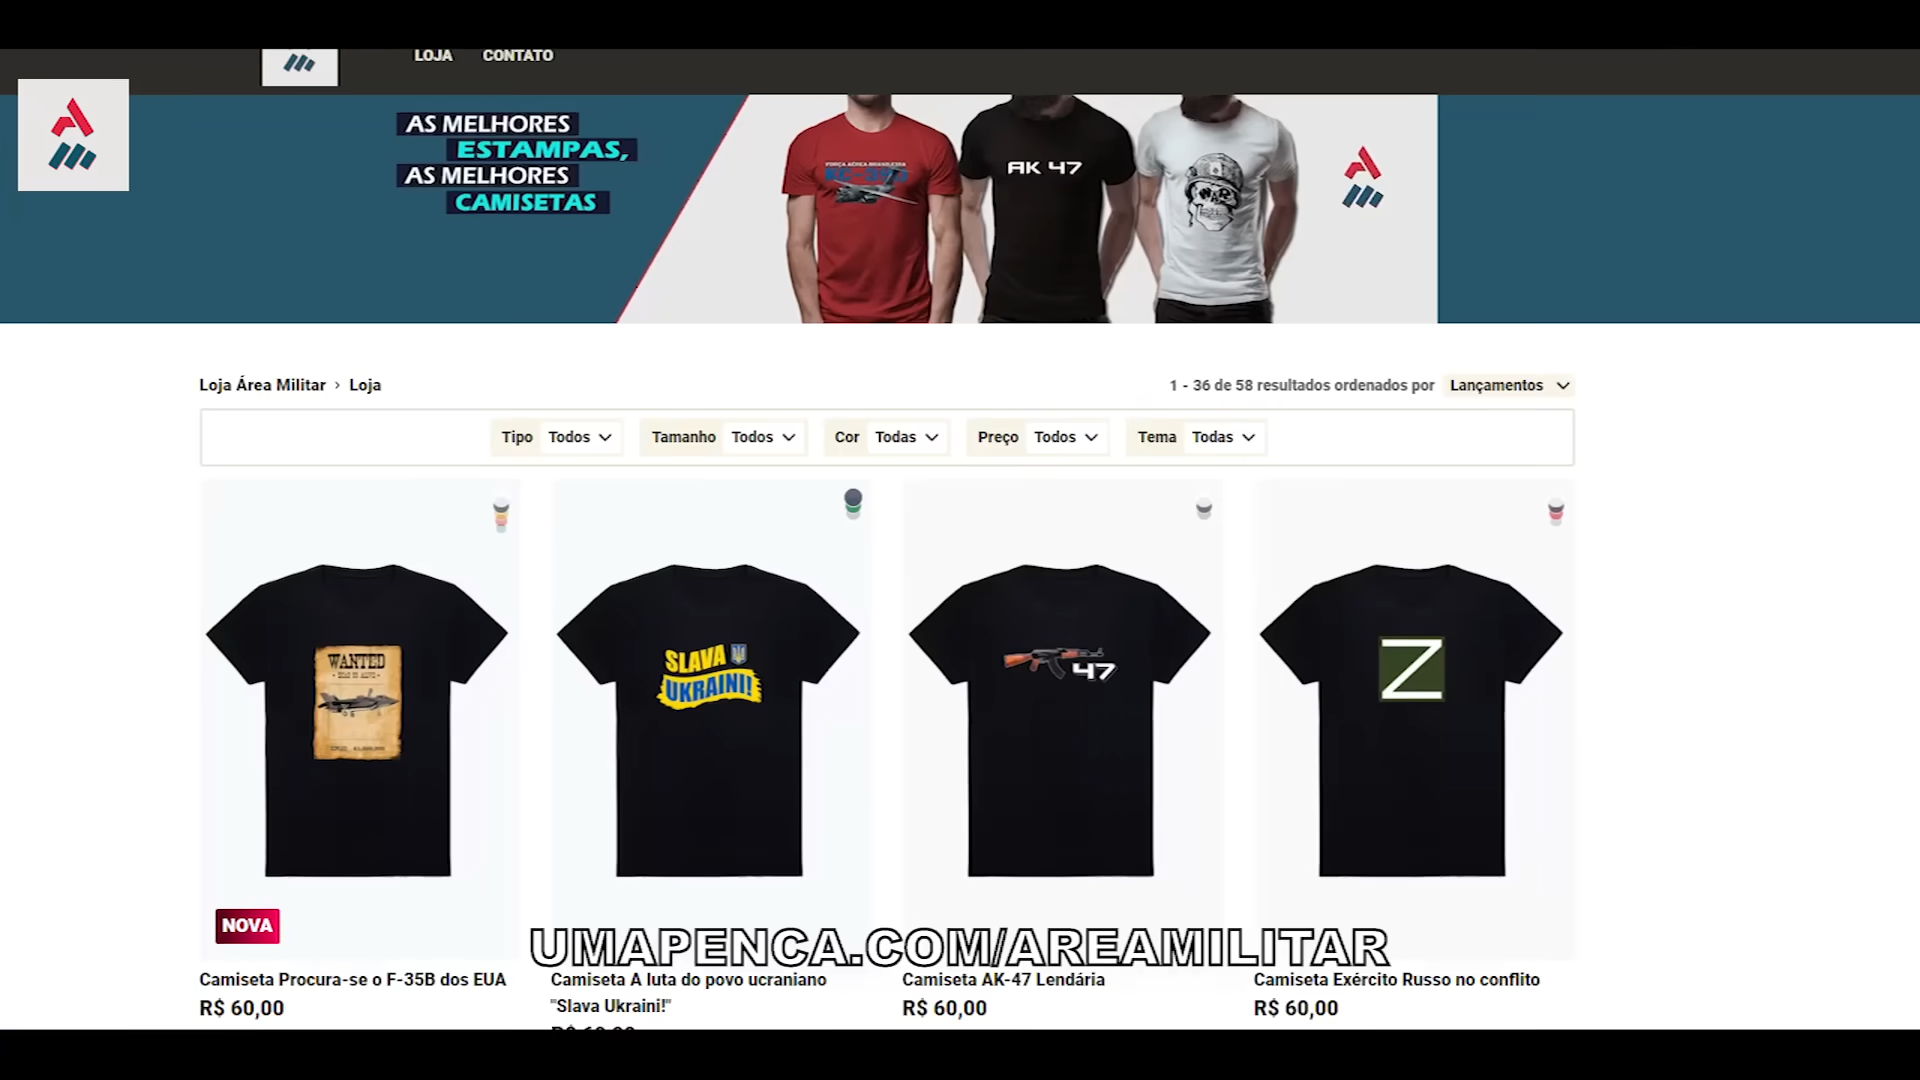 LOJA CONTATO
AS MELHORES
ESTAMPAS,
AS MELHORES
CAMISETAS
FORÇA AÉREA BRASILEIRA
AK 47
Loja Área Militar › Loja
1 - 36 de 58 resultados ordenados por Lançamentos
Tipo Todos Tamanho Todos Cor Todas Preço Todos Tema Todas
WANTED
SLAVA
UKRAINI!
47
Z
NOVA
UMAPENCA.COM/AREAMILITAR
Camiseta Procura-se o F-35B dos EUA
R$ 60,00
Camiseta A luta do povo ucraniano
"Slava Ukraini!"
Camiseta AK-47 Lendária
R$ 60,00
Camiseta Exército Russo no conflito
R$ 60,00